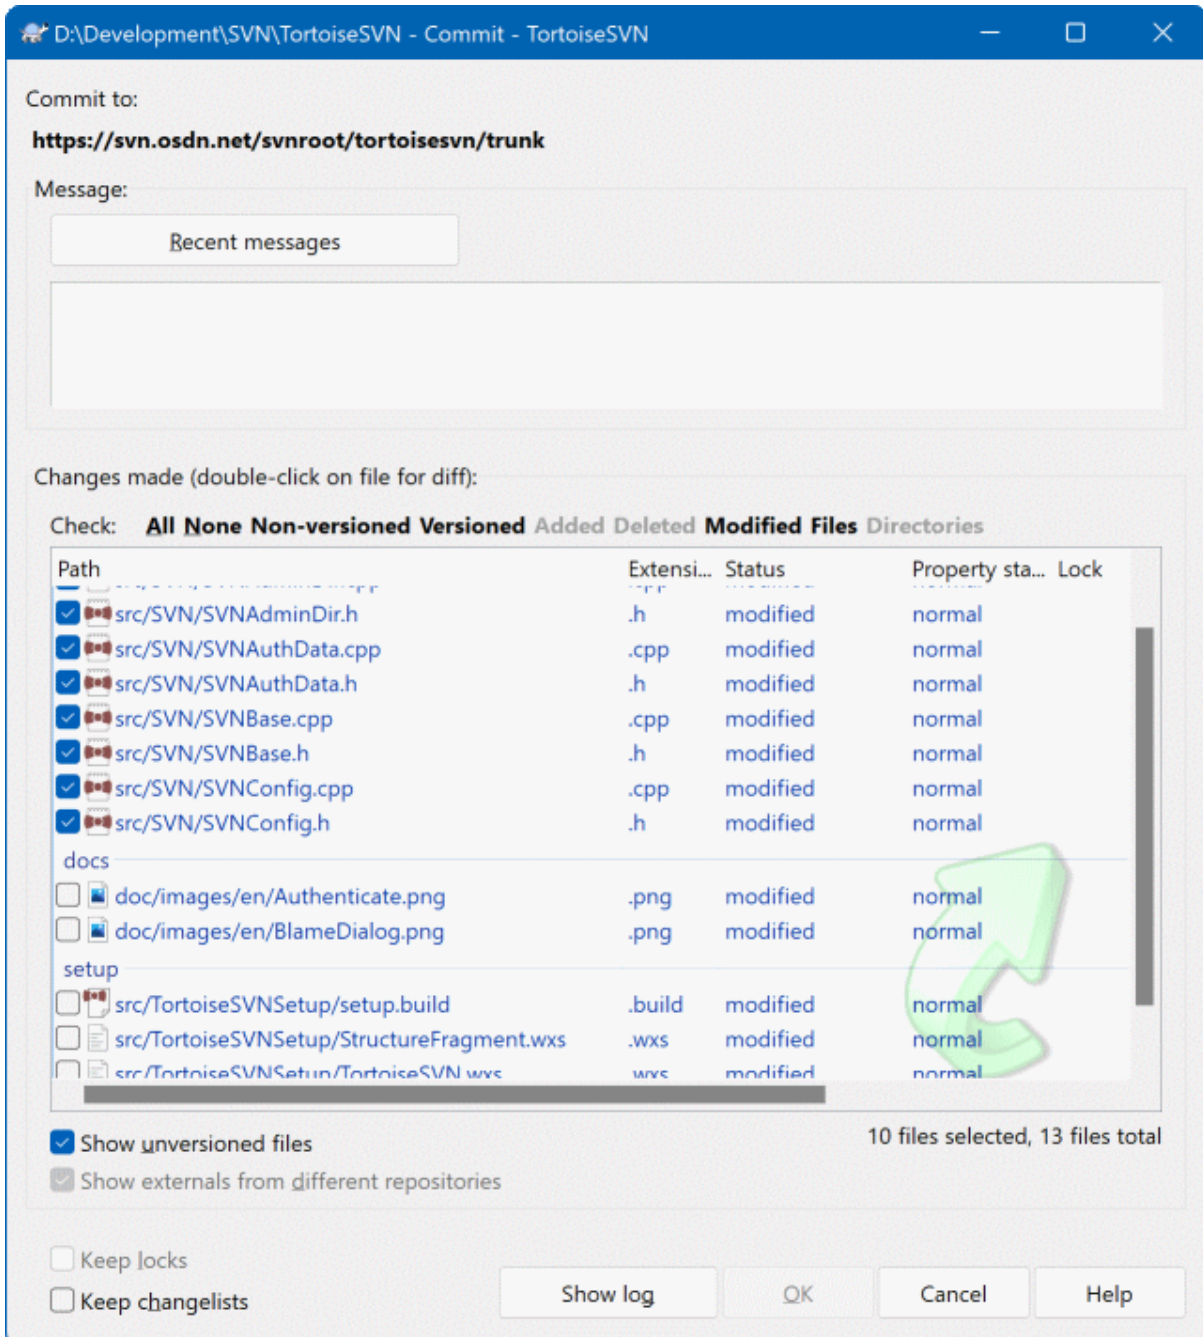 D:\Development\SVN\TortoiseSVN - Commit - TortoiseSVN
Commit to:
https://svn.osdn.net/svnroot/tortoisesvn/trunk
Message:
Recent messages
Changes made (double-click on file for diff):
Check: All None Non-versioned Versioned Added Deleted Modified Files Directories
Path Extensi... Status Property sta... Lock
src/SVN/SVNAdminDir.h .h modified normal
src/SVN/SVNAuthData.cpp .cpp modified normal
src/SVN/SVNAuthData.h .h modified normal
src/SVN/SVNBase.cpp .cpp modified normal
src/SVN/SVNBase.h .h modified normal
src/SVN/SVNConfig.cpp .cpp modified normal
src/SVN/SVNConfig.h .h modified normal
docs
doc/images/en/Authenticate.png .png modified normal
doc/images/en/BlameDialog.png .png modified normal
setup
src/TortoiseSVNSetup/setup.build .build modified normal
src/TortoiseSVNSetup/StructureFragment.wxs .wxs modified normal
src/TortoiseSVNSetup/TortoiseSVN.wxs .wxs modified normal
Show unversioned files
10 files selected, 13 files total
Show externals from different repositories
Keep locks
Keep changelists
Show log OK Cancel Help